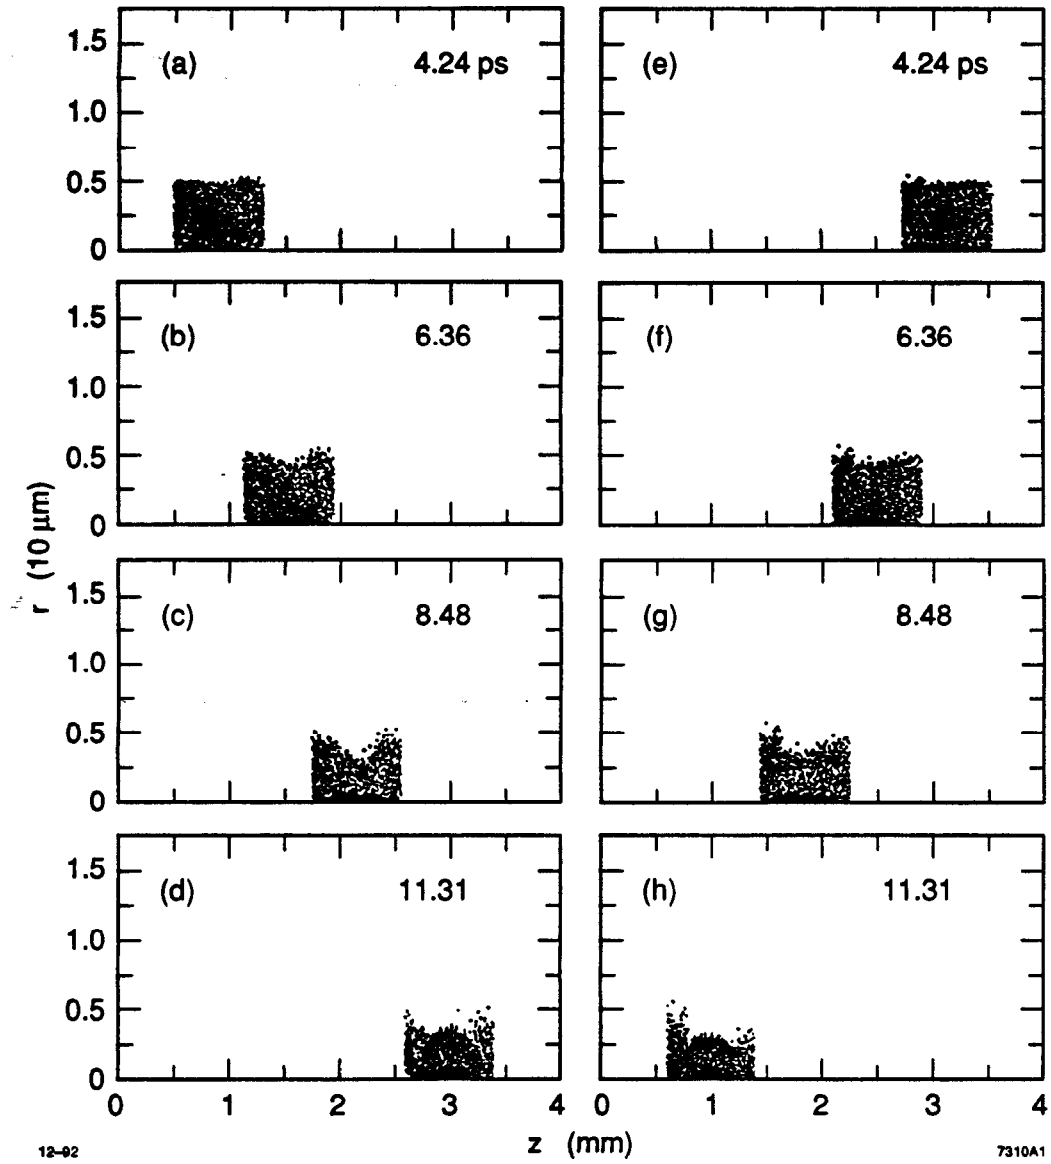 1.5
(a) 4.24 ps
1.0
0.5
0
(e) 4.24 ps
1.5
(b) 6.36
1.0
0.5
0
(f) 6.36
1.5
(c) 8.48
1.0
0.5
0
(g) 8.48
1.5
(d) 11.31
1.0
0.5
0
(h) 11.31
r (10 μm)
0 1 2 3 4
0 1 2 3 4
z (mm)
12–92
7310A1